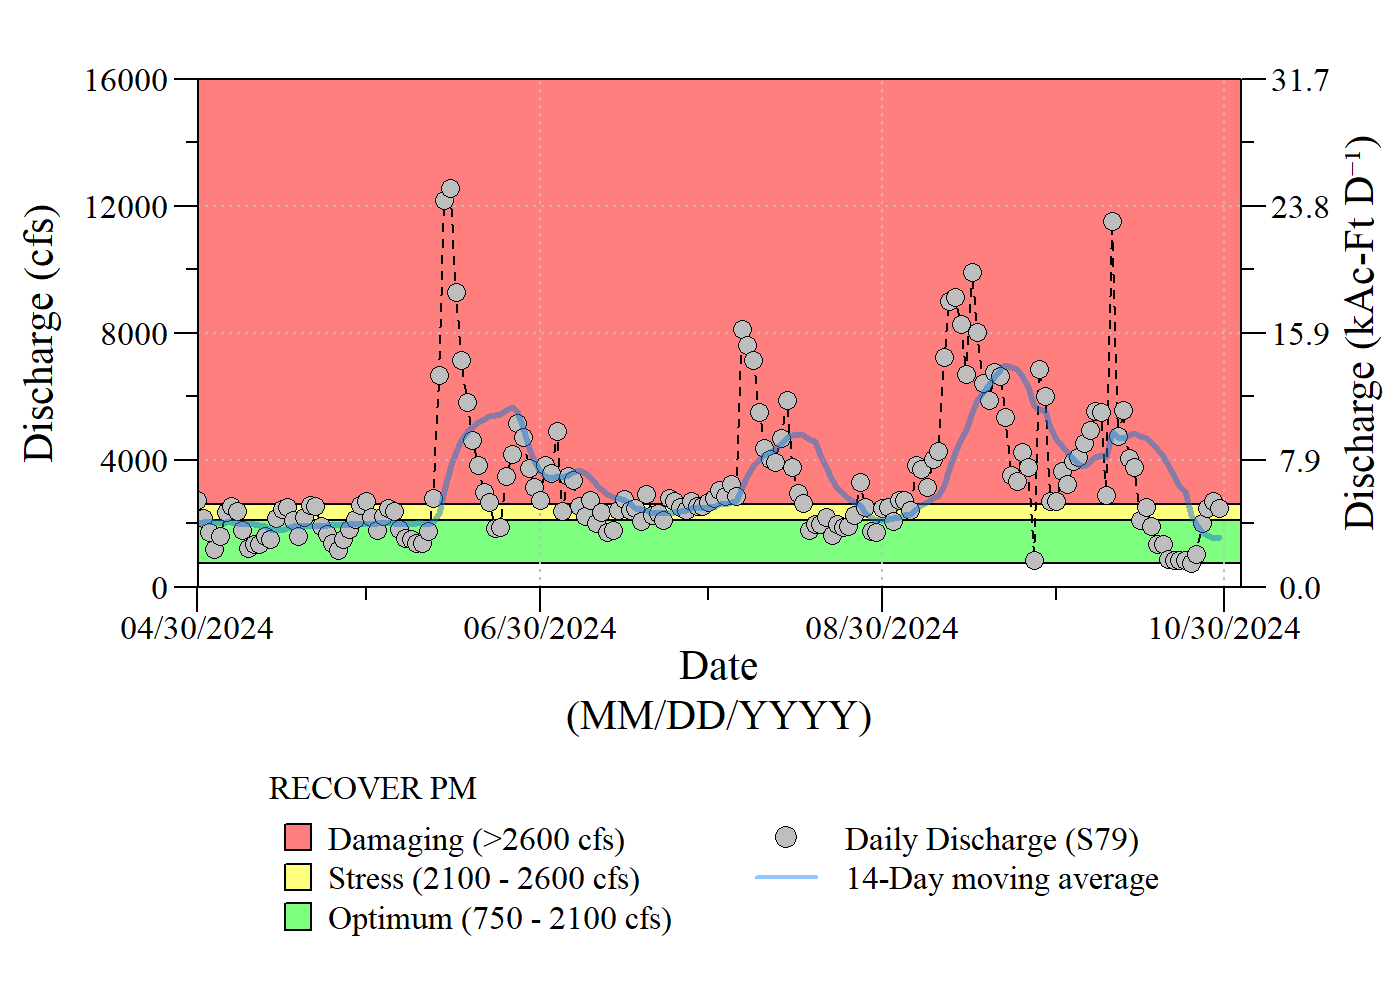 16000
12000
8000
4000
0
Discharge (cfs)
31.7
23.8
15.9
7.9
0.0
Discharge (kAc-Ft D⁻¹)
04/30/2024 06/30/2024 08/30/2024 10/30/2024
Date
(MM/DD/YYYY)
RECOVER PM
Damaging (>2600 cfs)
Stress (2100 - 2600 cfs)
Optimum (750 - 2100 cfs)
Daily Discharge (S79)
14-Day moving average